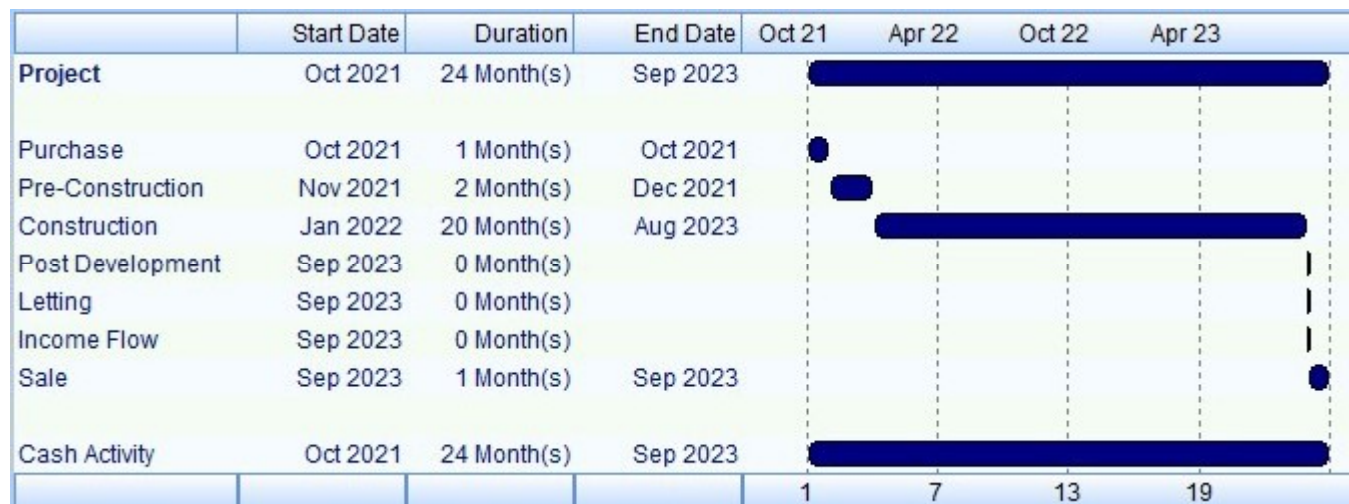 Start Date Duration End Date Oct 21 Apr 22 Oct 22 Apr 23
Project Oct 2021 24 Month(s) Sep 2023
Purchase Oct 2021 1 Month(s) Oct 2021
Pre-Construction Nov 2021 2 Month(s) Dec 2021
Construction Jan 2022 20 Month(s) Aug 2023
Post Development Sep 2023 0 Month(s)
Letting Sep 2023 0 Month(s)
Income Flow Sep 2023 0 Month(s)
Sale Sep 2023 1 Month(s) Sep 2023
Cash Activity Oct 2021 24 Month(s) Sep 2023
1 7 13 19